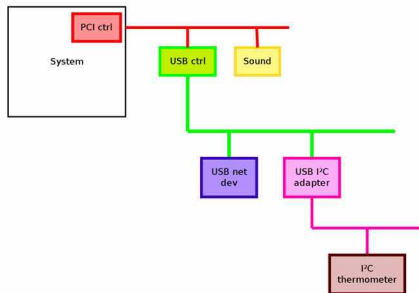 PCI ctrl
System
USB ctrl
Sound
USB net
dev
USB I²C
adapter
I²C
thermometer